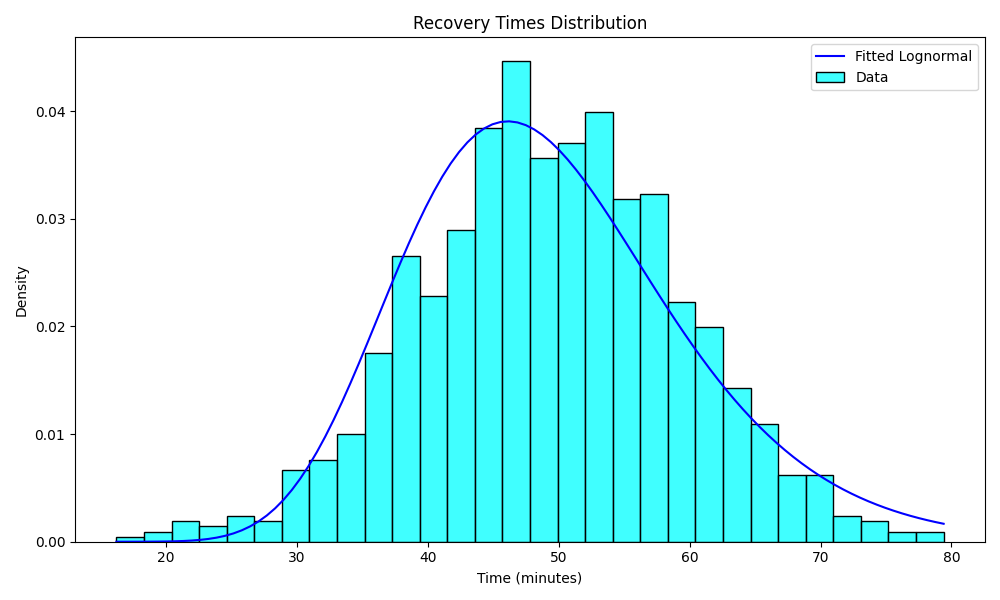 Recovery Times Distribution
Fitted Lognormal
Data
Density
0.04
0.03
0.02
0.01
0.00
20 30 40 50 60 70 80
Time (minutes)